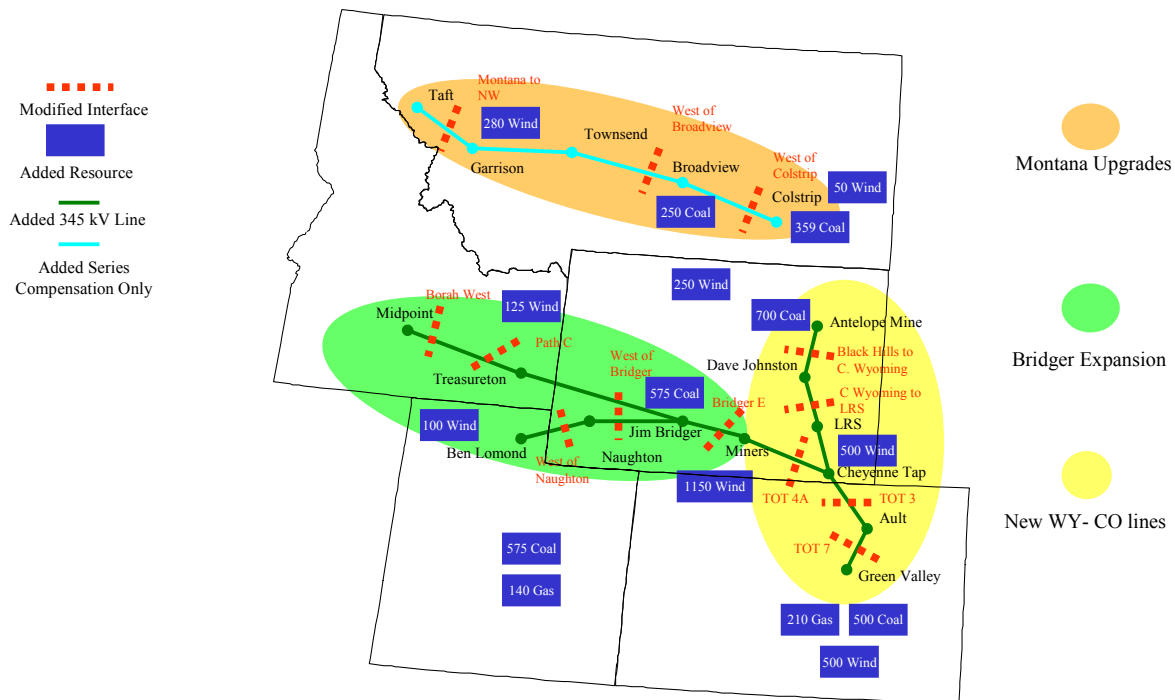 Modified Interface
Added Resource
Added 345 kV Line
Added Series
Compensation Only
Montana to
NW
Taft
280 Wind
Garrison
Townsend
West of
Broadview
Broadview
250 Coal
West of
Colstrip
Colstrip
50 Wind
359 Coal
Montana Upgrades
250 Wind
Borah West
125 Wind
Midpoint
Path C
Treasureton
West of
Bridger
575 Coal
Bridger E
Jim Bridger
Miners
100 Wind
Ben Lomond
West of
Naughton
Naughton
1150 Wind
Bridger Expansion
700 Coal
Antelope Mine
Black Hills to
C. Wyoming
Dave Johnston
C Wyoming to
LRS
LRS
500 Wind
Cheyenne Tap
TOT 4A
TOT 3
Ault
TOT 7
Green Valley
New WY- CO lines
575 Coal
140 Gas
210 Gas
500 Coal
500 Wind